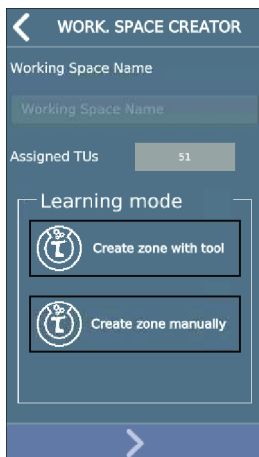 WORK. SPACE CREATOR
Working Space Name
Working Space Name
Assigned TUs 51
Learning mode
Create zone with tool
Create zone manually